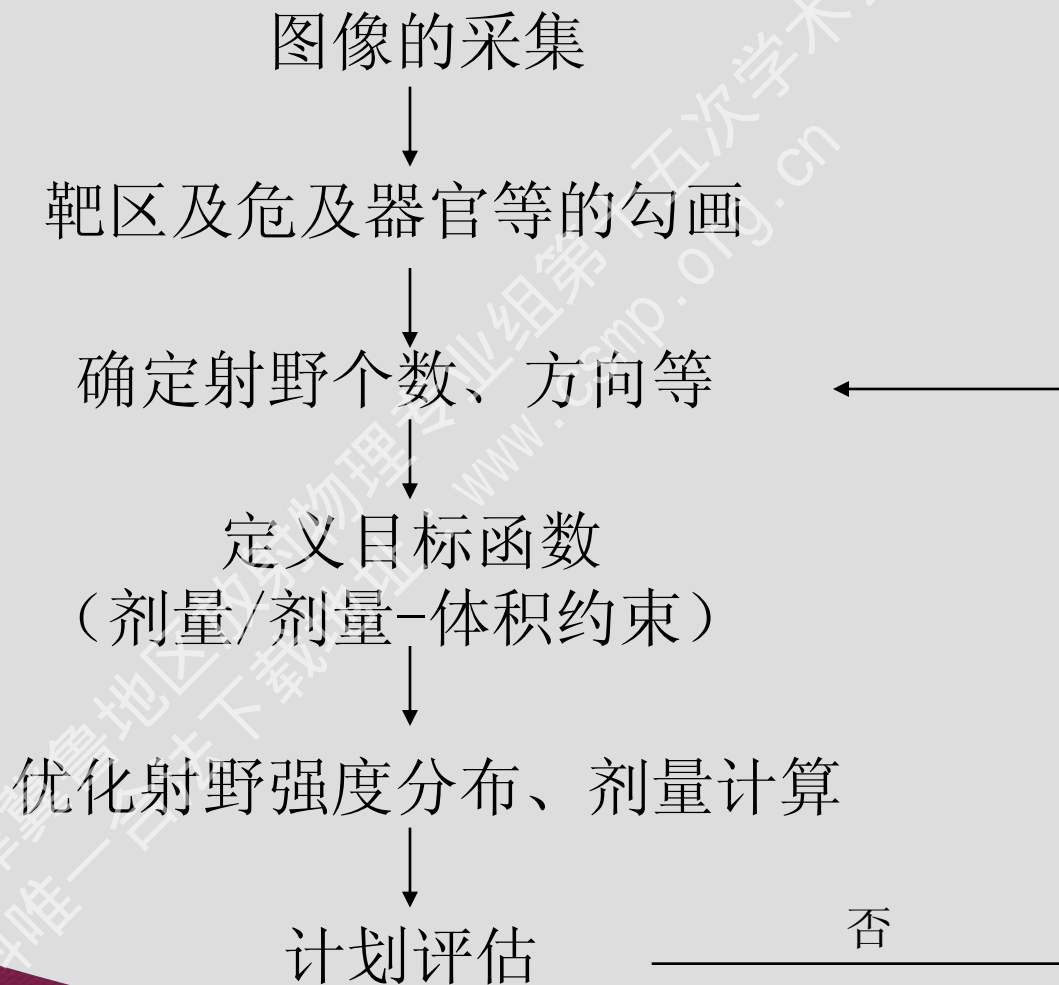 图像的采集
靶区及危及器官等的勾画
确定射野个数、方向等
定义目标函数
（剂量/剂量-体积约束）
优化射野强度分布、剂量计算
否
计划评估